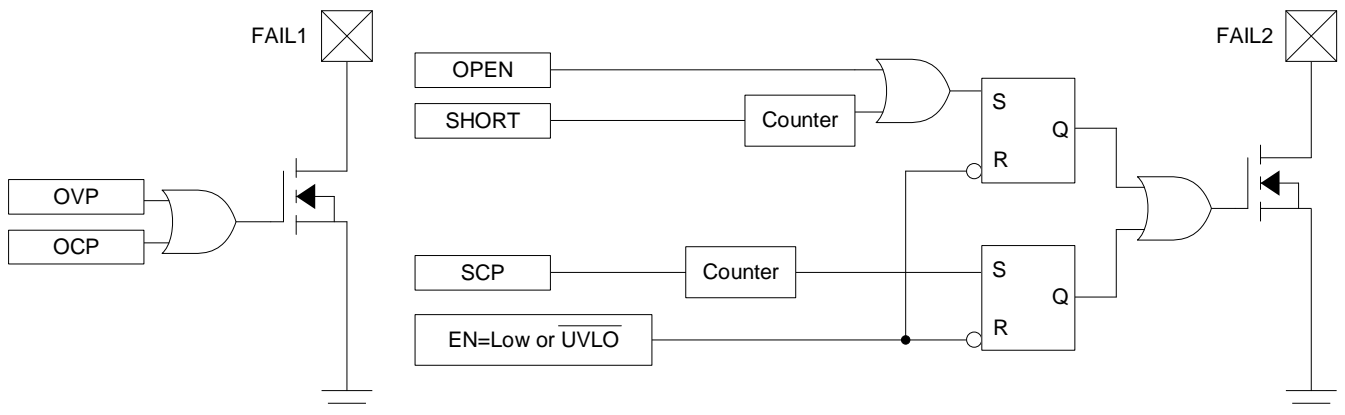 FAIL1
FAIL2
OPEN
SHORT
Counter
S
Q
R
OVP
OCP
SCP
Counter
S
Q
R
EN=Low or UVLO